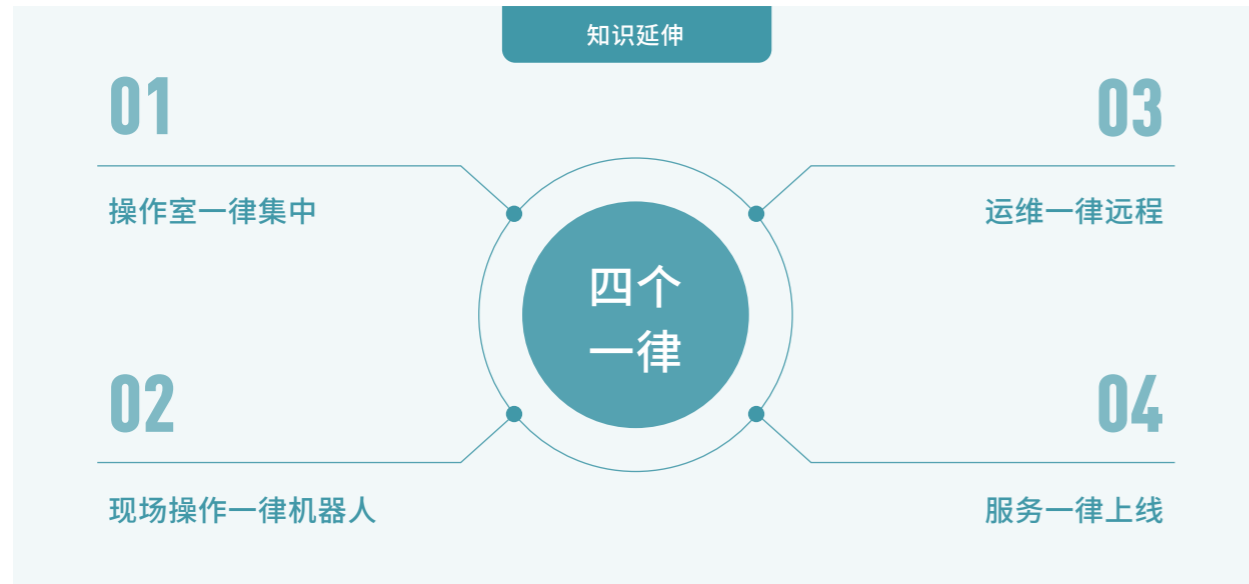 知识延伸
01
操作室一律集中
02
现场操作一律机器人
四个
一律
03
运维一律远程
04
服务一律上线